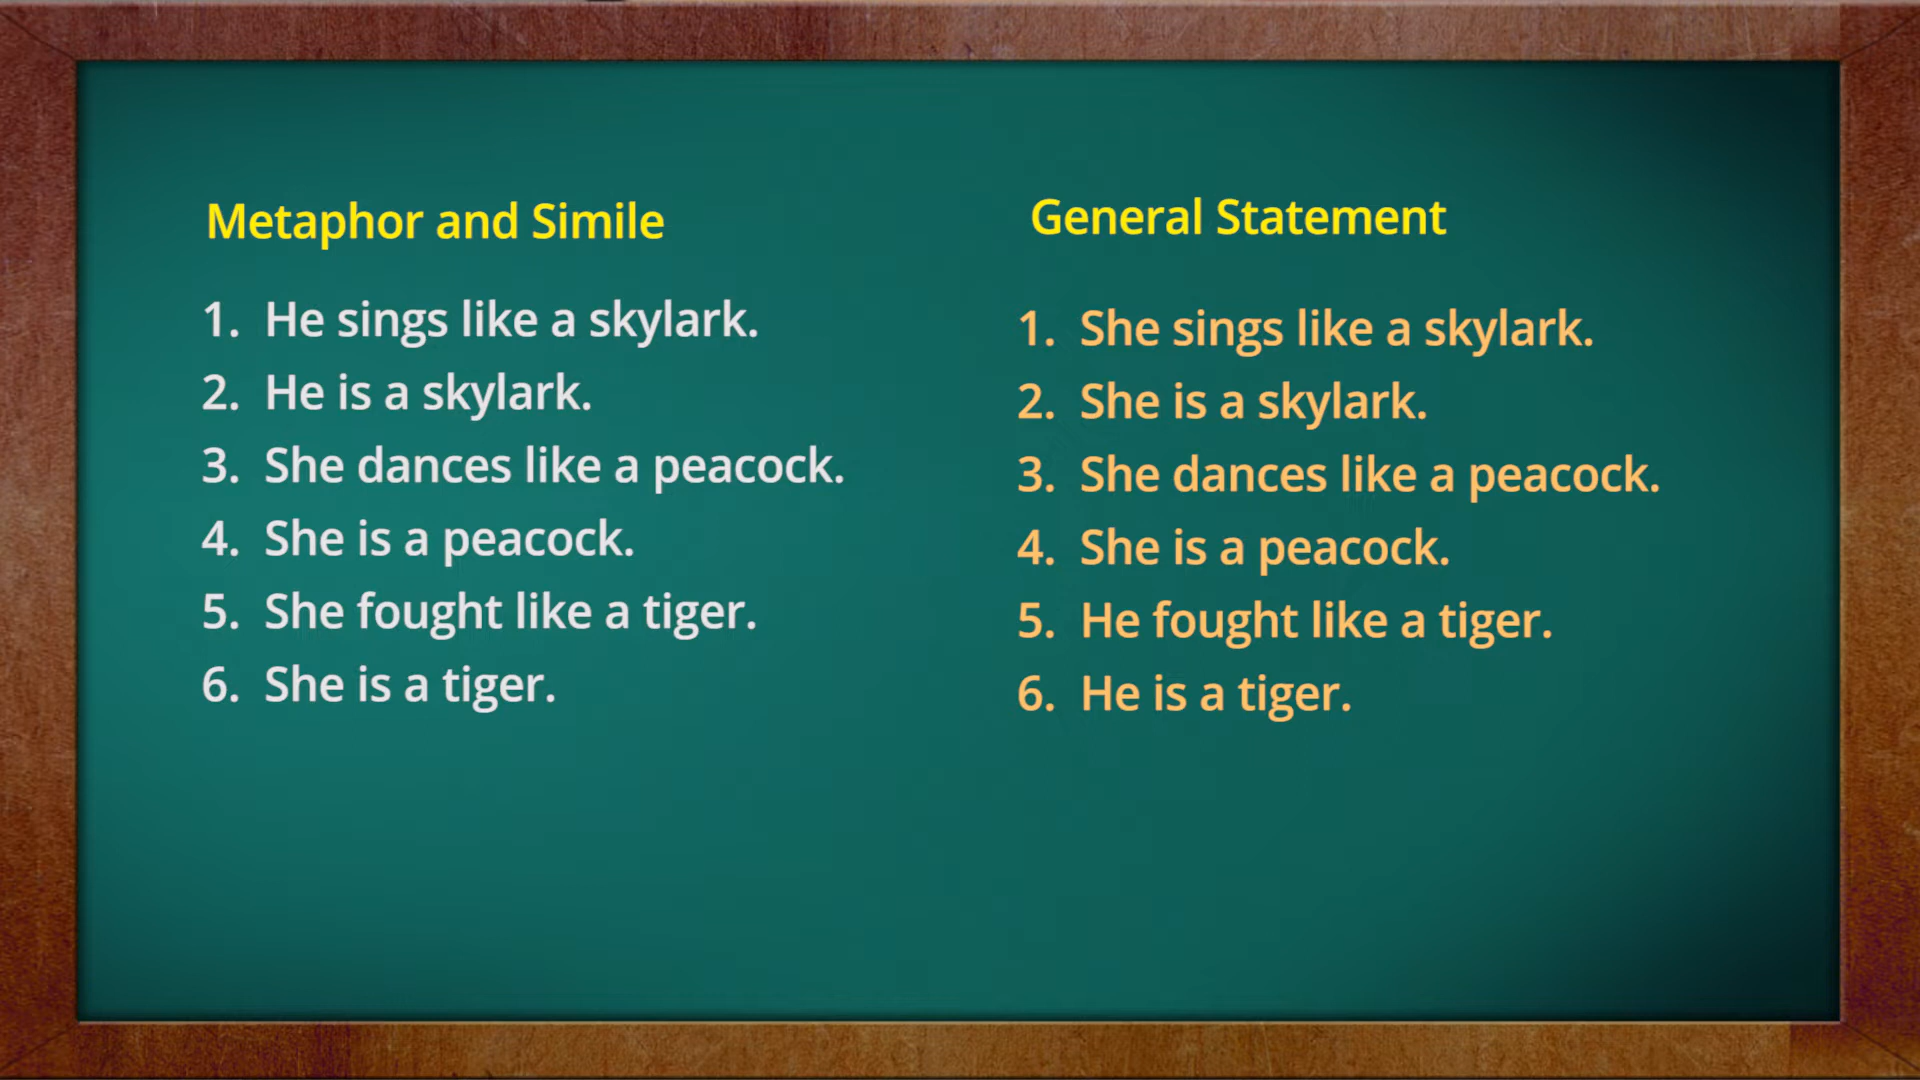 Metaphor and Simile
1. He sings like a skylark.
2. He is a skylark.
3. She dances like a peacock.
4. She is a peacock.
5. She fought like a tiger.
6. She is a tiger.
General Statement
1. She sings like a skylark.
2. She is a skylark.
3. She dances like a peacock.
4. She is a peacock.
5. He fought like a tiger.
6. He is a tiger.